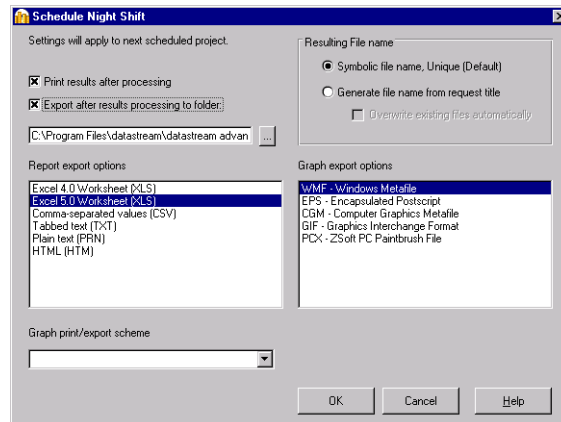 Schedule Night Shift
Settings will apply to next scheduled project.
Print results after processing
Export after results processing to folder:
C:\Program Files\datastream\datastream advan
...
Resulting File name
Symbolic file name, Unique (Default)
Generate file name from request title
Overwrite existing files automatically
Report export options
Excel 4.0 Worksheet (XLS)
Excel 5.0 Worksheet (XLS)
Comma-separated values (CSV)
Tabbed text (TXT)
Plain text (PRN)
HTML (HTM)
Graph export options
WMF - Windows Metafile
EPS - Encapsulated Postscript
CGM - Computer Graphics Metafile
GIF - Graphics Interchange Format
PCX - ZSoft PC Paintbrush File
Graph print/export scheme
OK
Cancel
Help